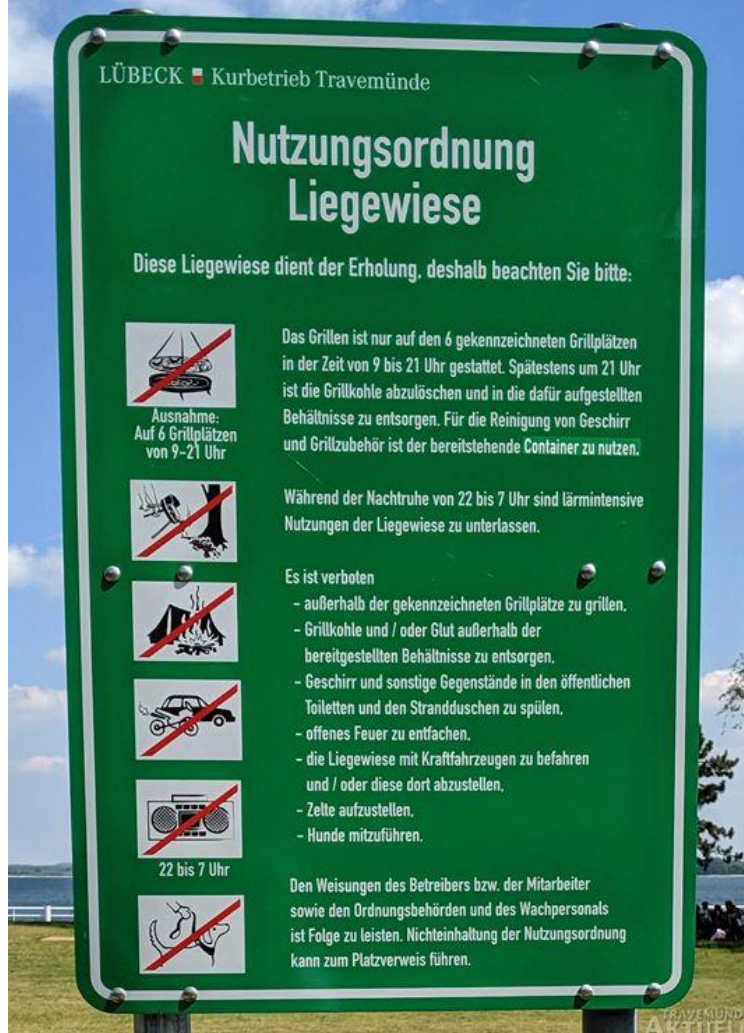 LÜBECK Kurbetrieb Travemünde
Nutzungsordnung
Liegewiese
Diese Liegewiese dient der Erholung, deshalb beachten Sie bitte:
Ausnahme:
Auf 6 Grillplätzen
von 9-21 Uhr
Das Grillen ist nur auf den 6 gekennzeichneten Grillplätzen
in der Zeit von 9 bis 21 Uhr gestattet. Spätestens um 21 Uhr
ist die Grillkohle abzulöschen und in die dafür aufgestellten
Behältnisse zu entsorgen. Für die Reinigung von Geschirr
und Grillzubehör ist der bereitstehende Container zu nutzen.
Während der Nachtruhe von 22 bis 7 Uhr sind lärmintensive
Nutzungen der Liegewiese zu unterlassen.
Es ist verboten
- außerhalb der gekennzeichneten Grillplätze zu grillen,
- Grillkohle und / oder Glut außerhalb der
bereitgestellten Behältnisse zu entsorgen,
- Geschirr und sonstige Gegenstände in den öffentlichen
Toiletten und den Strandduschen zu spülen,
- offenes Feuer zu entfachen,
- die Liegewiese mit Kraftfahrzeugen zu befahren
und / oder diese dort abzustellen,
- Zelte aufzustellen,
- Hunde mitzuführen.
22 bis 7 Uhr
Den Weisungen des Betreibers bzw. der Mitarbeiter
sowie den Ordnungsbehörden und des Wachpersonals
ist Folge zu leisten. Nichteinhaltung der Nutzungsordnung
kann zum Platzverweis führen.